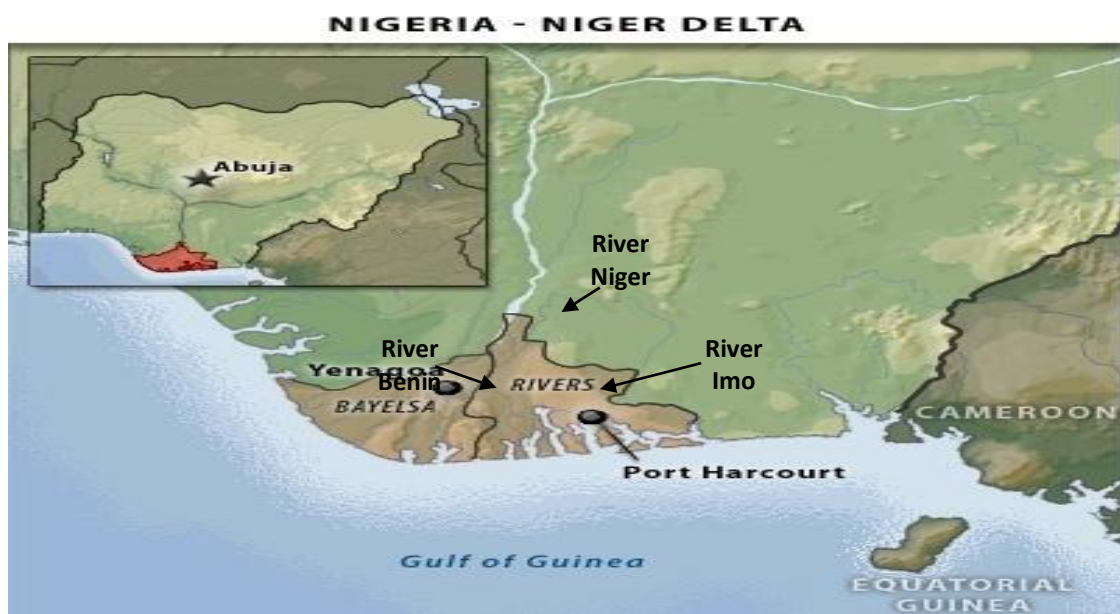 NIGERIA - NIGER DELTA
Abuja
River
Niger
River
Benin
River
Imo
Yenagoa
RIVERS
BAYELSA
CAMEROON
Port Harcourt
Gulf of Guinea
EQUATORIAL
GUINEA